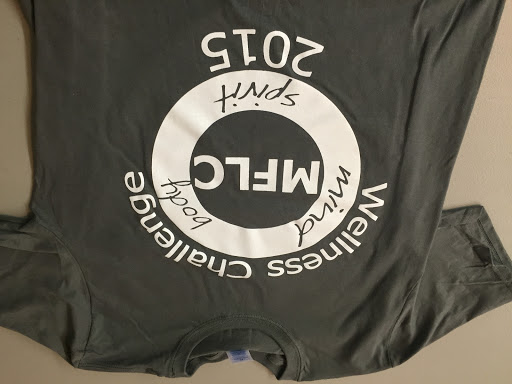 Wellness Challenge
mind
body
MFLC
spirit
2015